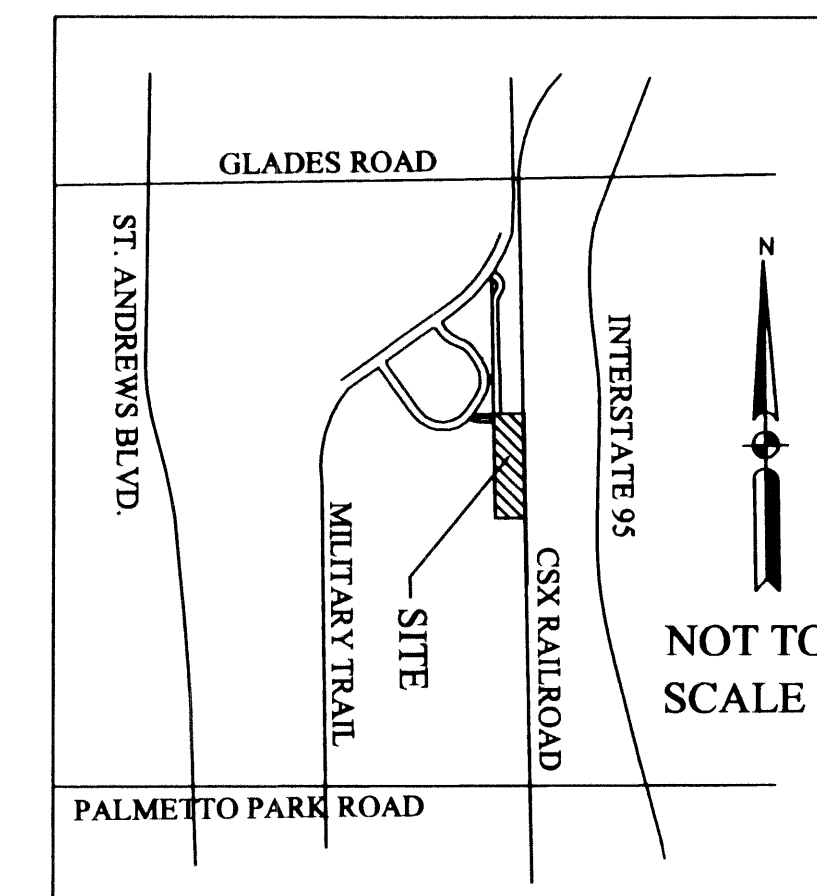 GLADES ROAD
ST. ANDREWS BLVD.
N
INTERSTATE 95
MILITARY TRAIL
SITE
CSX RAILROAD
NOT TO
SCALE
PALMETTO PARK ROAD